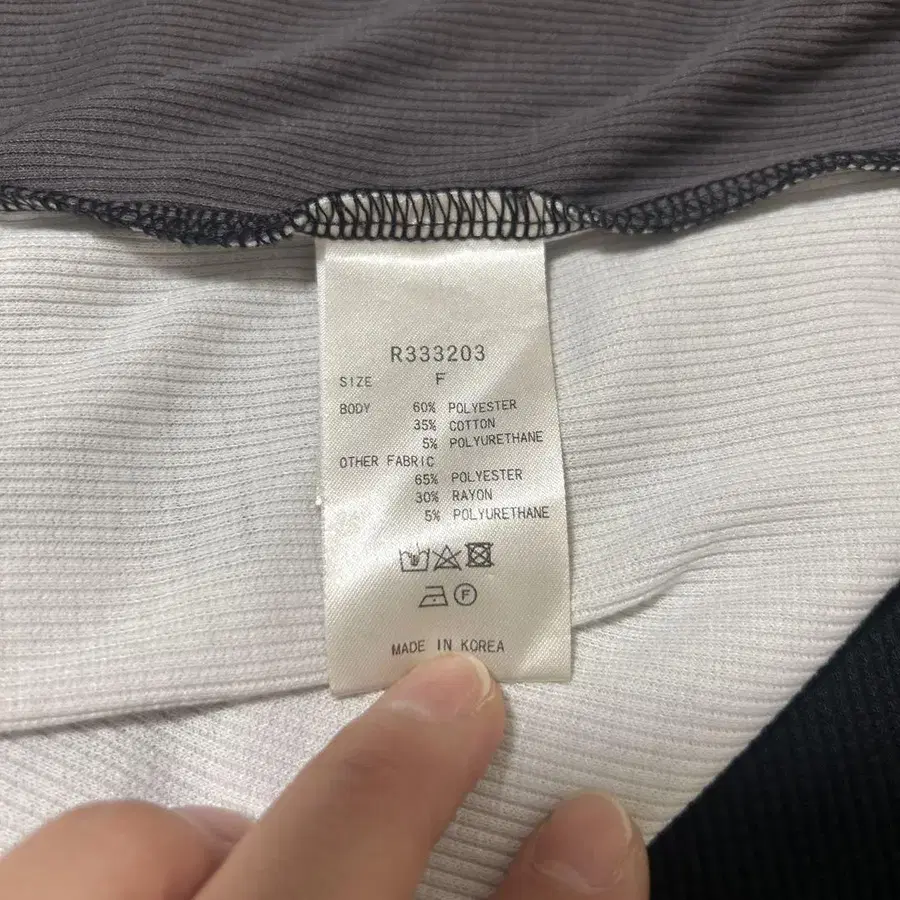 R333203
SIZE F
BODY 60% POLYESTER
35% COTTON
5% POLYURETHANE
OTHER FABRIC
65% POLYESTER
30% RAYON
5% POLYURETHANE
F
MADE IN KOREA